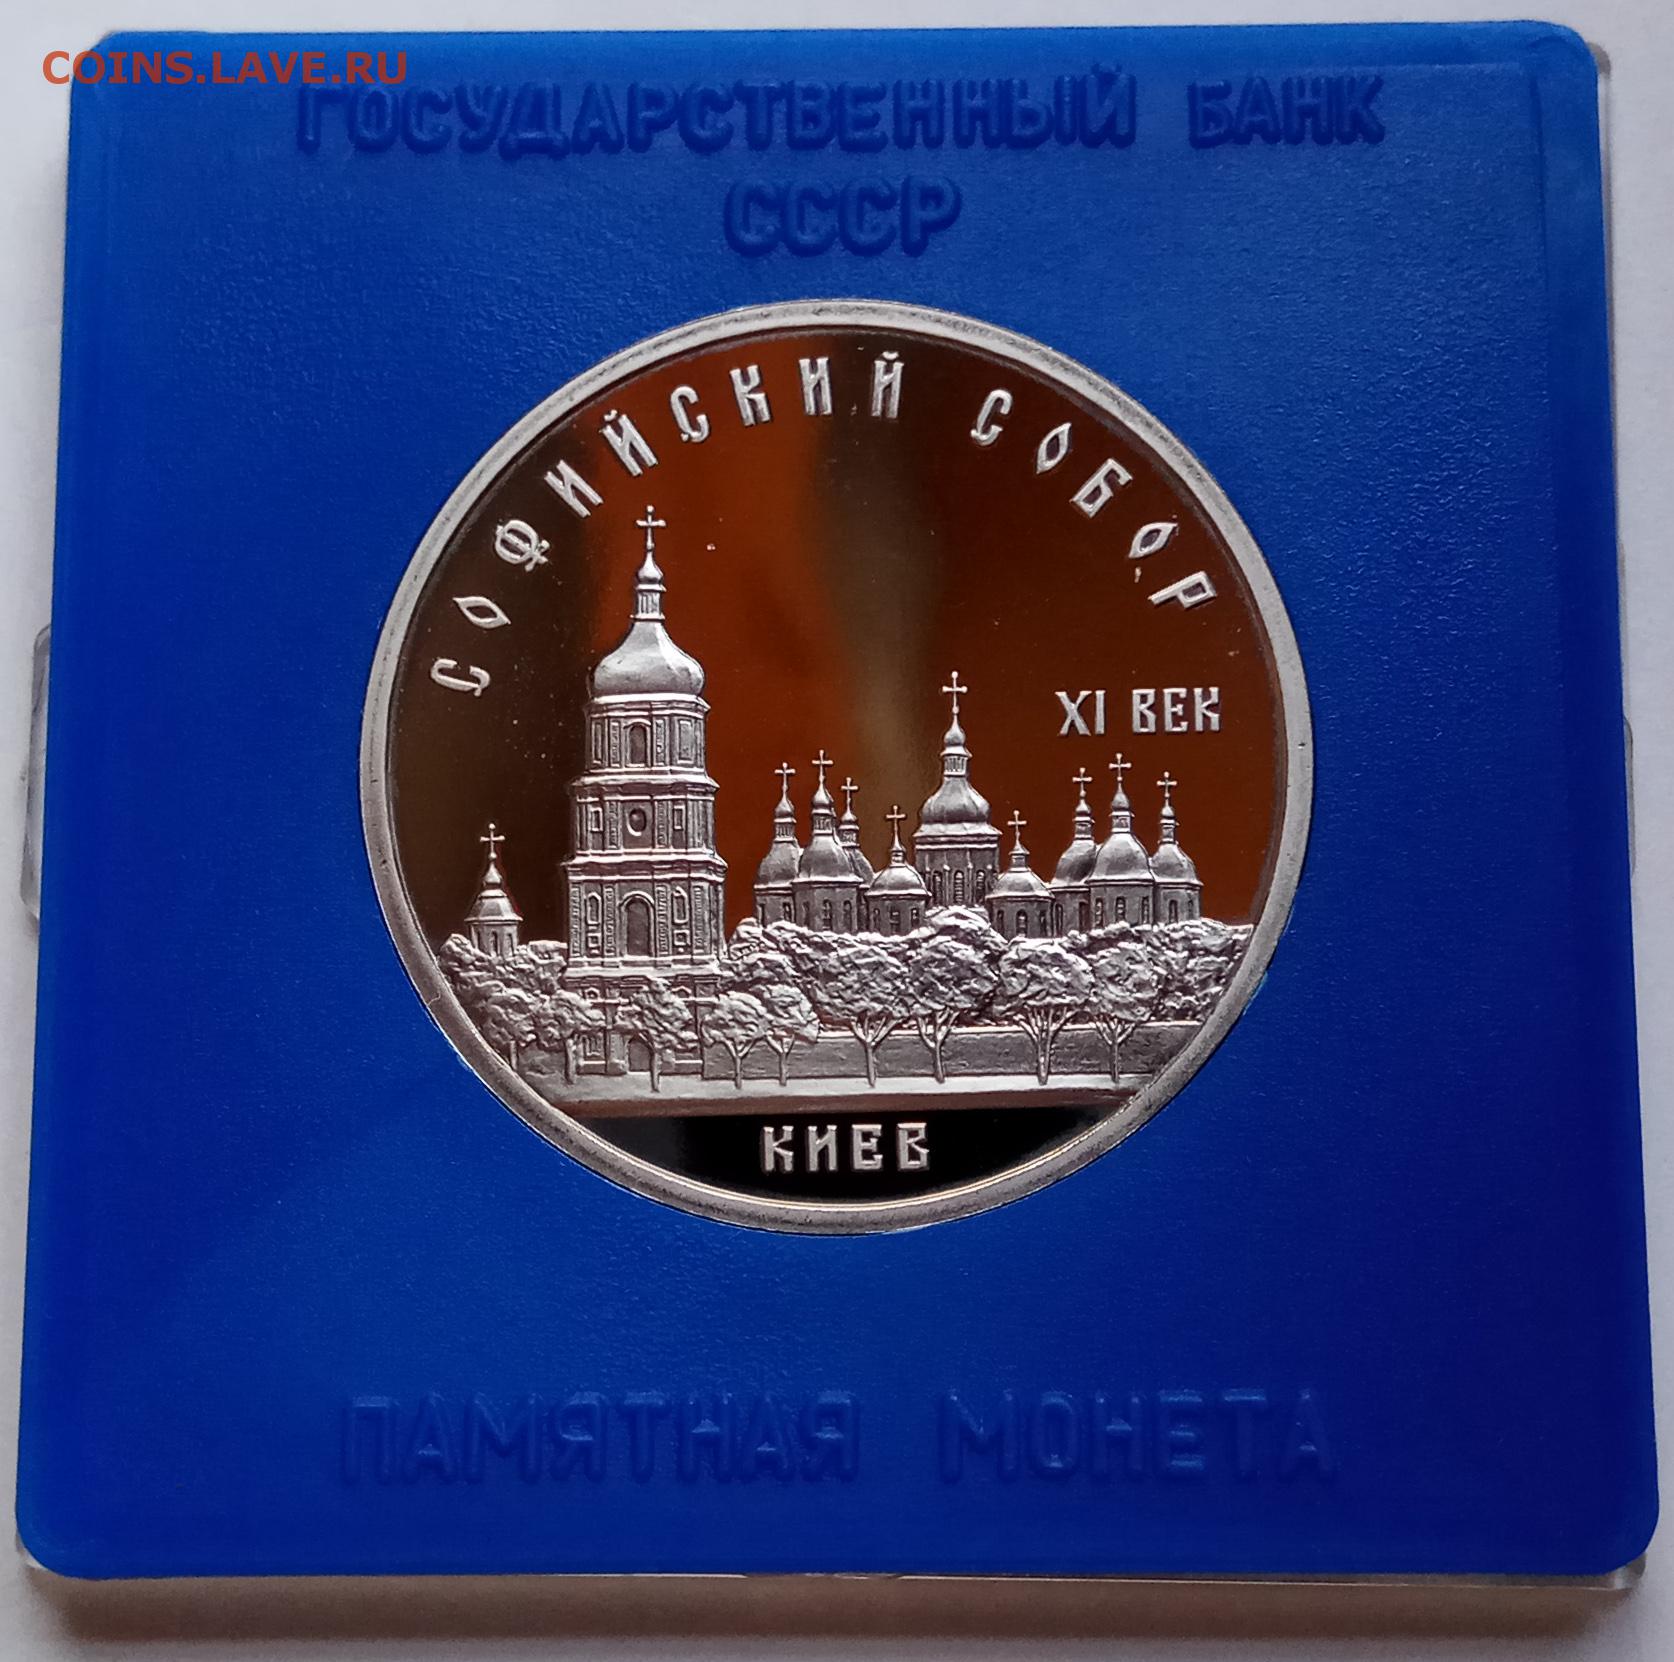 COINS.LAVE.RU
ГОСУДАРСТВЕННЫЙ БАНК
СССР
СОФИЙСКИЙ СОБОР
XI ВЕК
КИЕВ
ПАМЯТНАЯ МОНЕТА